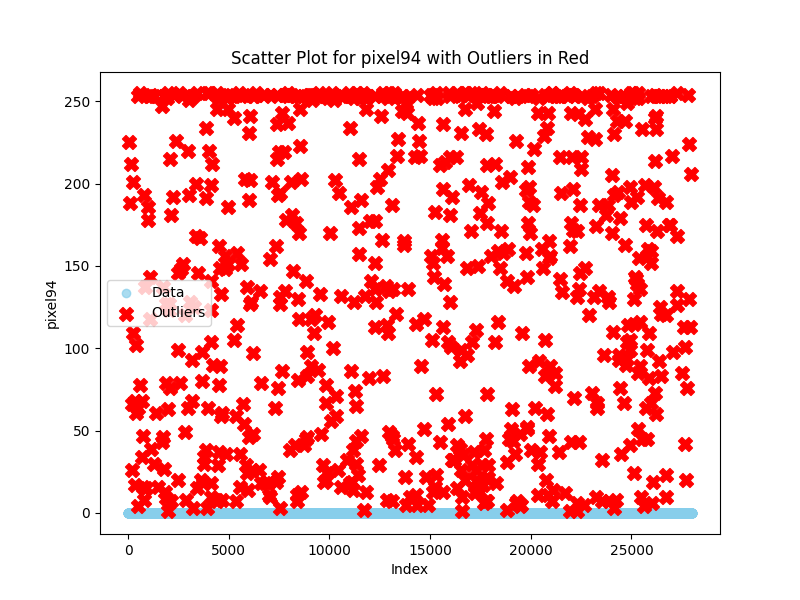 Scatter Plot for pixel94 with Outliers in Red
250
200
150
100
50
0
pixel94
Data
Outliers
0 5000 10000 15000 20000 25000
Index